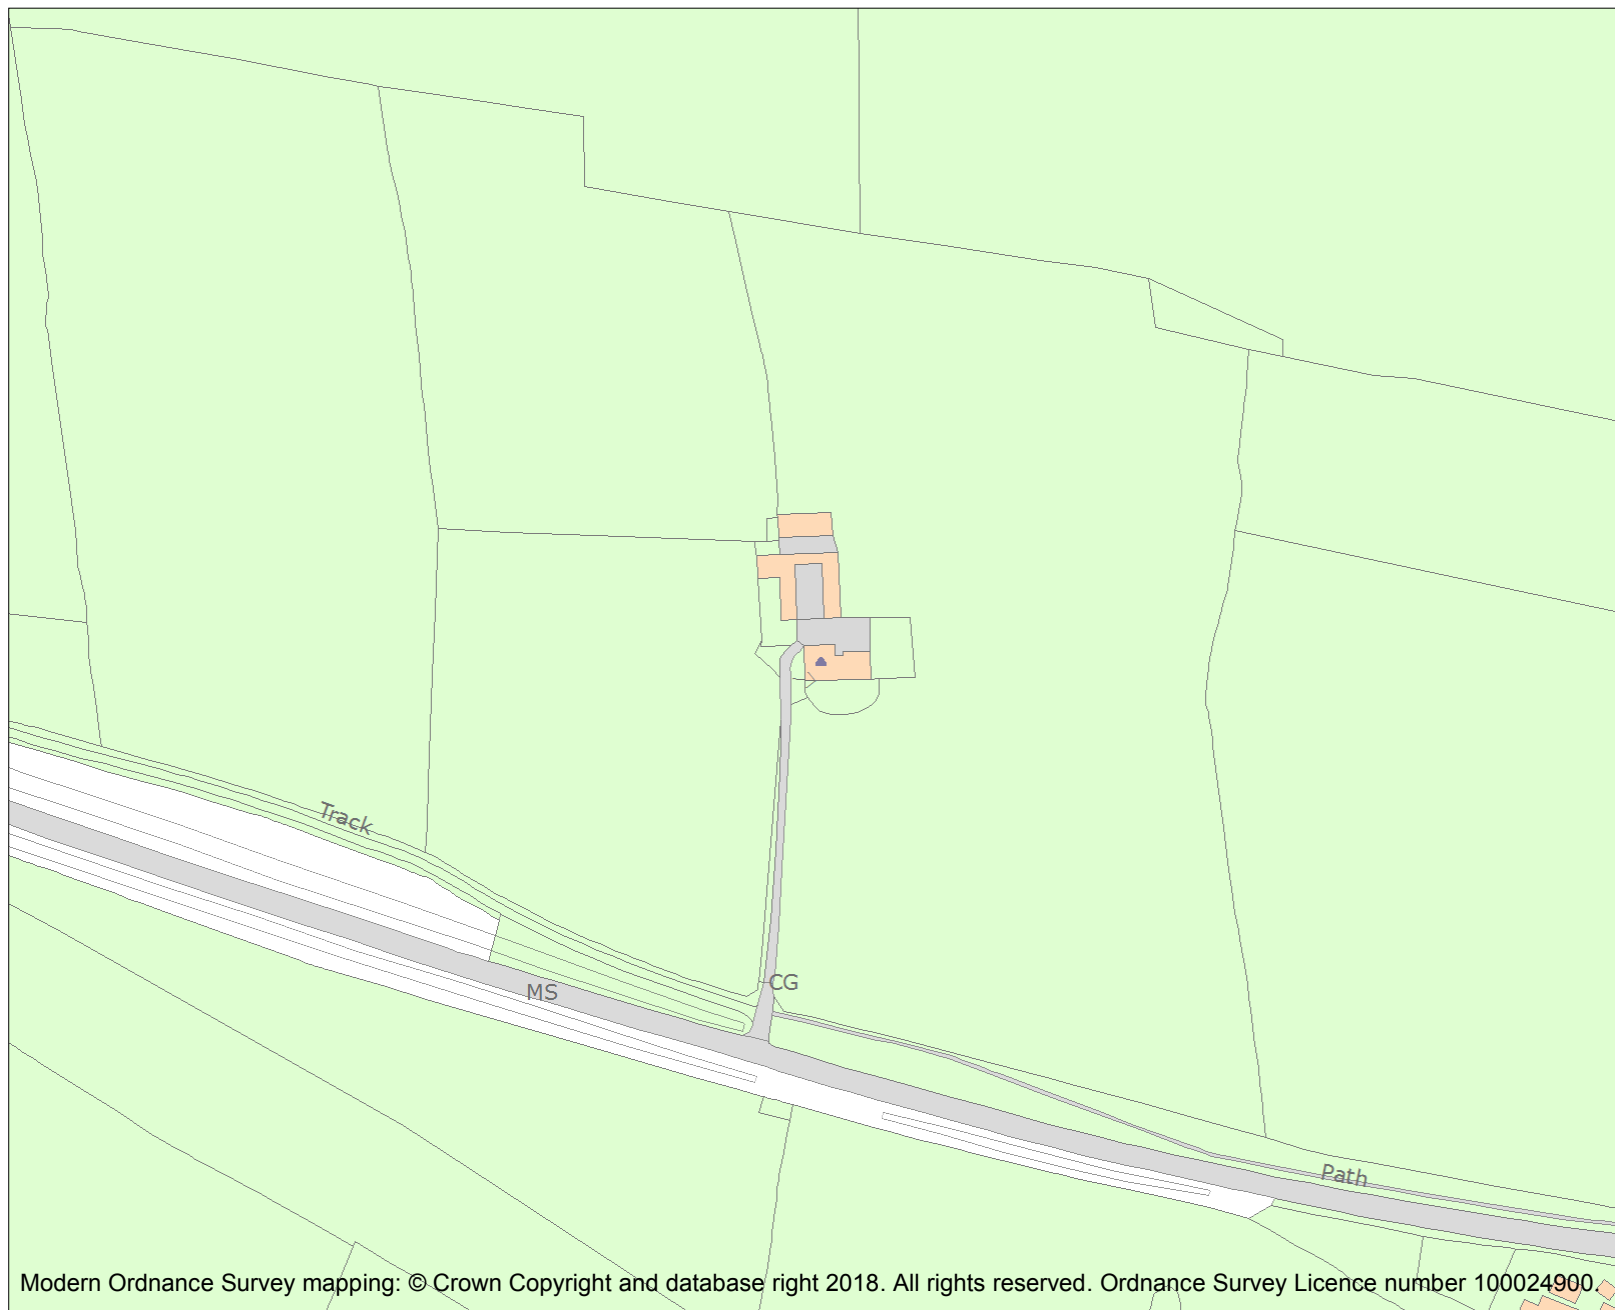 Track
CG
MS
Path
Modern Ordnance Survey mapping: © Crown Copyright and database right 2018. All rights reserved. Ordnance Survey Licence number 100024900.